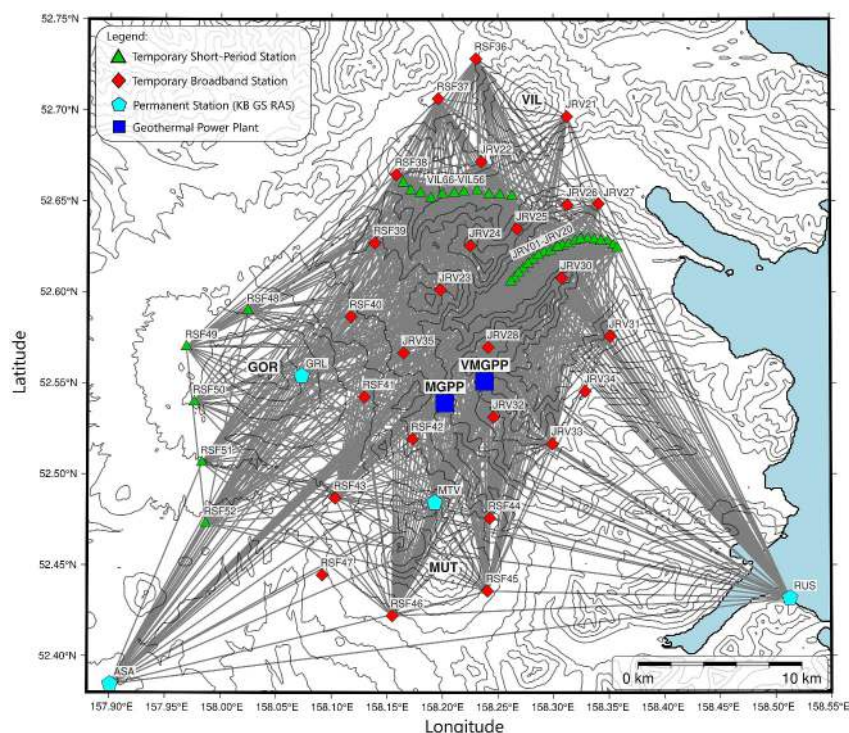 52.75°N
Legend:
Temporary Short-Period Station
Temporary Broadband Station
Permanent Station (KB GS RAS)
Geothermal Power Plant
RSF36
RSF37
VIL
JRV21
52.70°N
JRV22
RSF38
VIL66-VIL56
52.65°N
JRV26
JRV27
JRV25
RSF39
JRV24
JRV01-JRV20
52.60°N
JRV23
JRV30
RSF48
RSF40
RSF49
JRV31
JRV35
JRV28
GOR
GRL
VMGPP
52.55°N
MGPP
RSF50
RSF41
JRV34
JRV32
RSF42
JRV33
52.50°N
RSF51
RSF43
MTV
RSF52
RSF44
52.45°N
RSF47
MUT
RSF45
RUS
RSF46
52.40°N
ASA
0 km
10 km
157.90°E
157.95°E
158.00°E
158.05°E
158.10°E
158.15°E
158.20°E
158.25°E
158.30°E
158.35°E
158.40°E
158.45°E
158.50°E
158.55°E
Latitude
Longitude